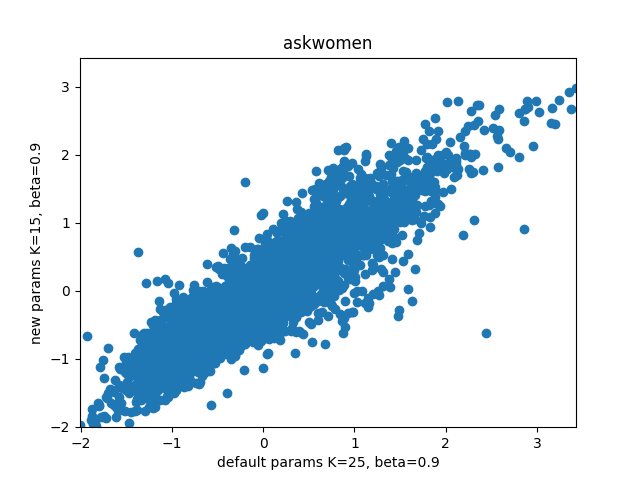 askwomen
3
2
1
0
−1
−2
new params K=15, beta=0.9
−2 −1 0 1 2 3
default params K=25, beta=0.9